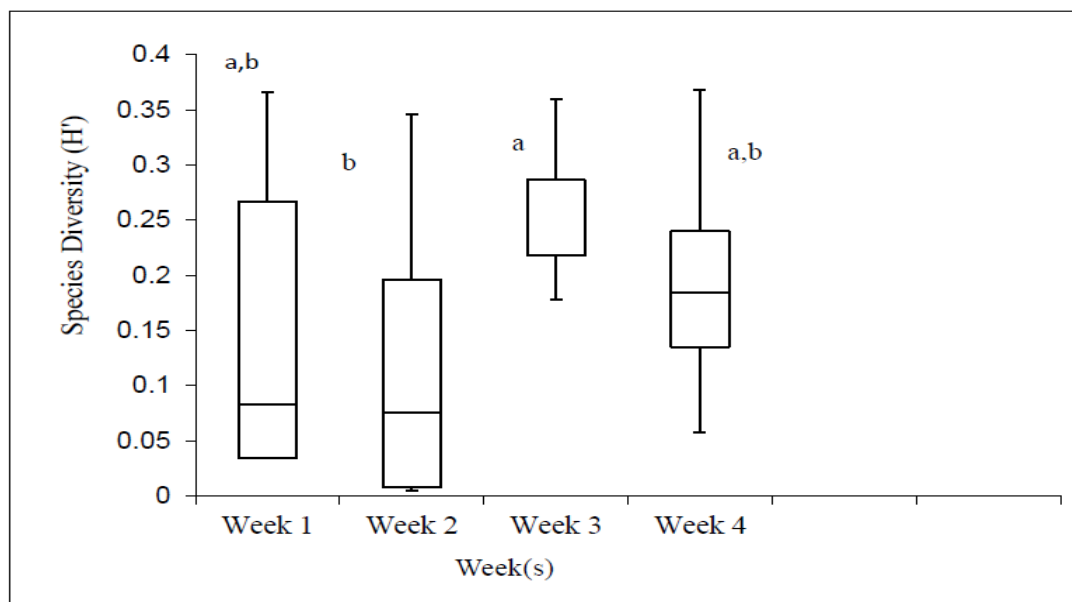 Species Diversity (H')
0.4
0.35
0.3
0.25
0.2
0.15
0.1
0.05
0
a,b
b
a
a,b
Week 1 Week 2 Week 3 Week 4
Week(s)